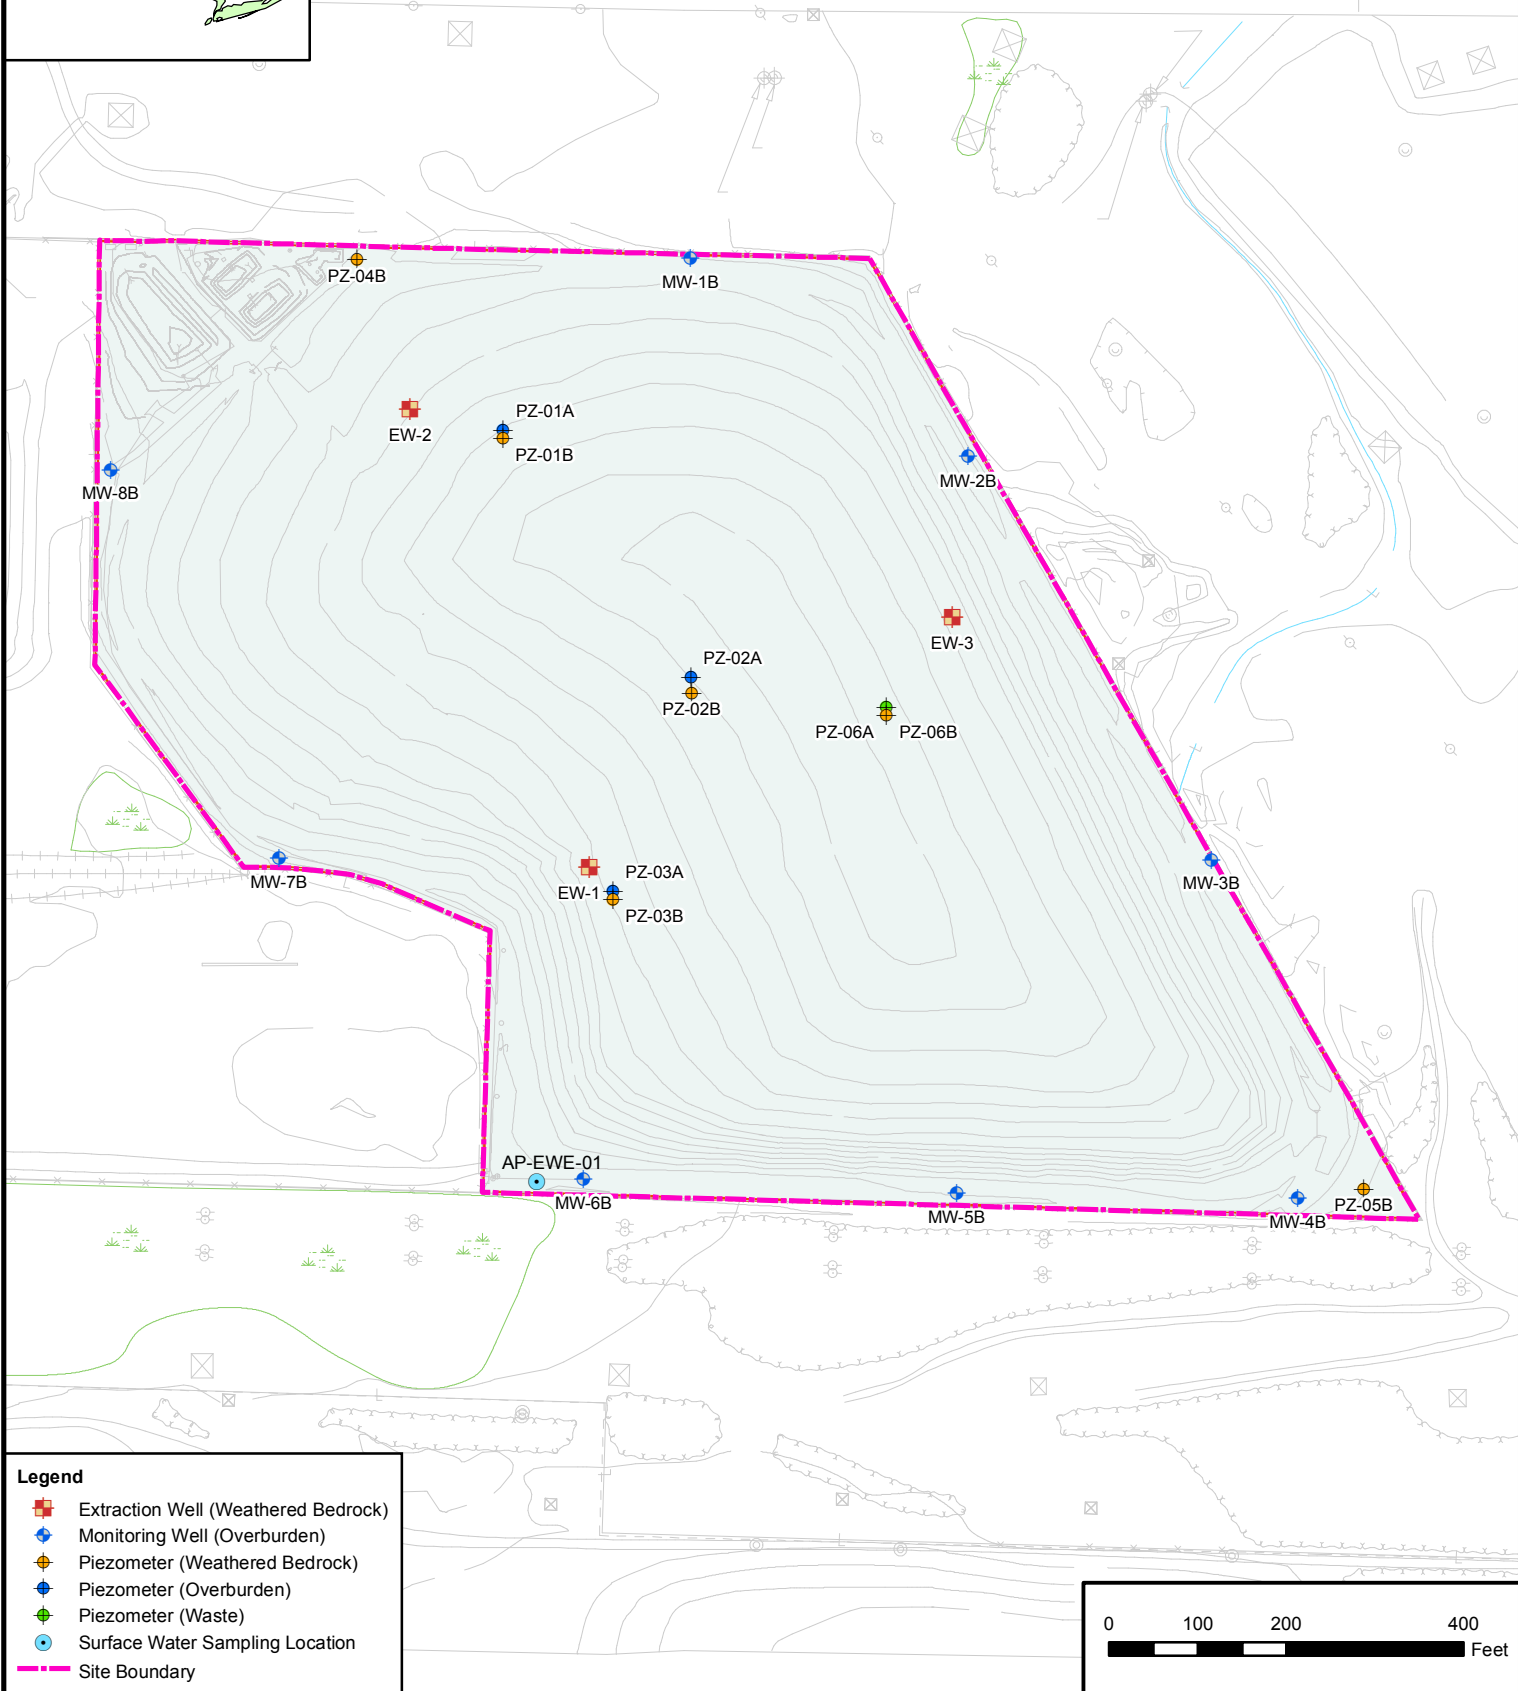 PZ-04B
MW-1B
PZ-01A
EW-2
PZ-01B
MW-2B
MW-8B
EW-3
PZ-02A
PZ-02B
PZ-06A
PZ-06B
PZ-03A
MW-7B
MW-3B
EW-1
PZ-03B
AP-EWE-01
MW-6B
PZ-05B
MW-5B
MW-4B
Legend
Extraction Well (Weathered Bedrock)
Monitoring Well (Overburden)
Piezometer (Weathered Bedrock)
Piezometer (Overburden)
Piezometer (Waste)
Surface Water Sampling Location
Site Boundary
0 100 200 400
Feet